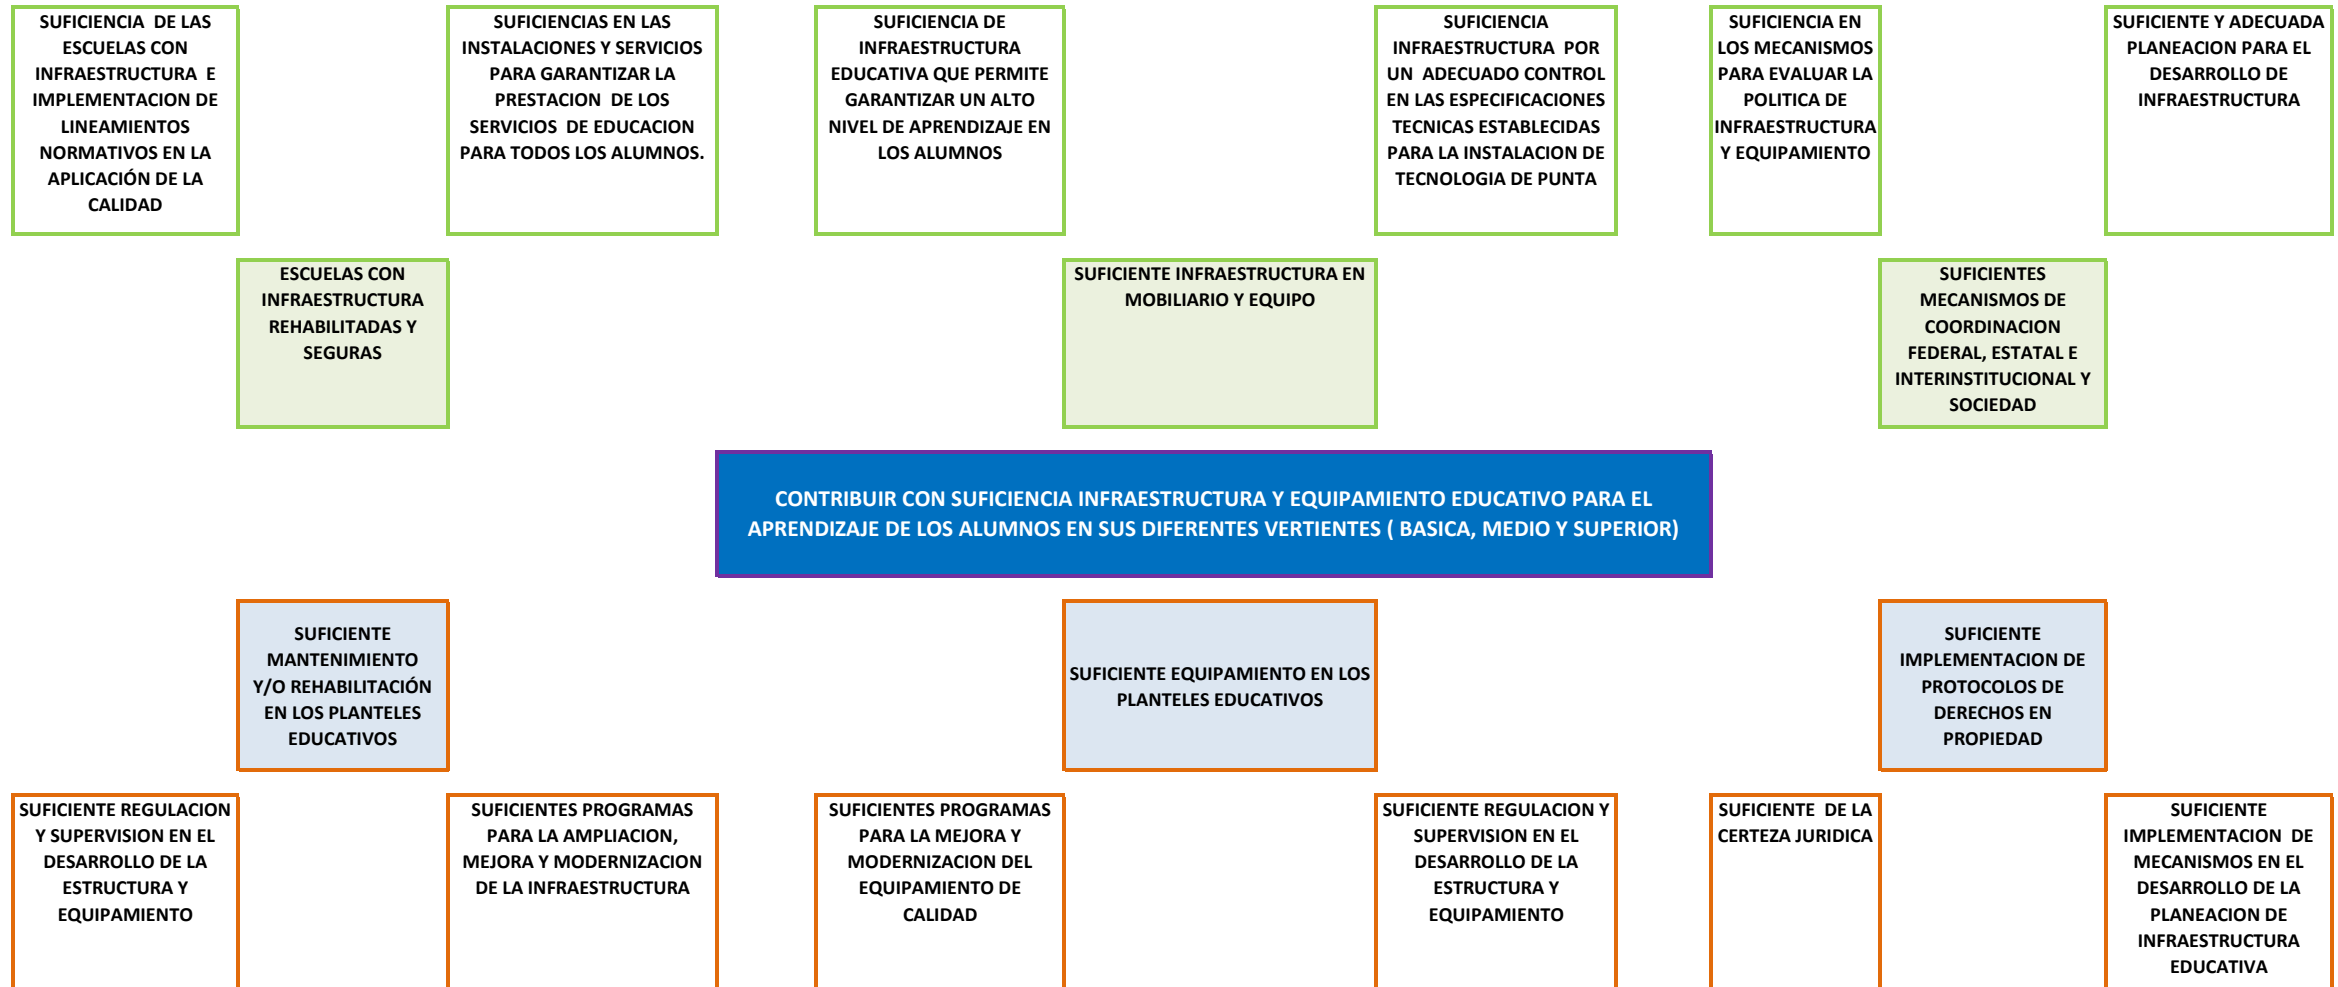 SUFICIENCIA DE LAS
ESCUELAS CON
INFRAESTRUCTURA E
IMPLEMENTACION DE
LINEAMIENTOS
NORMATIVOS EN LA
APLICACIÓN DE LA
CALIDAD
SUFICIENCIAS EN LAS
INSTALACIONES Y SERVICIOS
PARA GARANTIZAR LA
PRESTACION DE LOS
SERVICIOS DE EDUCACION
PARA TODOS LOS ALUMNOS.
SUFICIENCIA DE
INFRAESTRUCTURA
EDUCATIVA QUE PERMITE
GARANTIZAR UN ALTO
NIVEL DE APRENDIZAJE EN
LOS ALUMNOS
SUFICIENCIA
INFRAESTRUCTURA POR
UN ADECUADO CONTROL
EN LAS ESPECIFICACIONES
TECNICAS ESTABLECIDAS
PARA LA INSTALACION DE
TECNOLOGIA DE PUNTA
SUFICIENCIA EN
LOS MECANISMOS
PARA EVALUAR LA
POLITICA DE
INFRAESTRUCTURA
Y EQUIPAMIENTO
SUFICIENTE Y ADECUADA
PLANEACION PARA EL
DESARROLLO DE
INFRAESTRUCTURA
ESCUELAS CON
INFRAESTRUCTURA
REHABILITADAS Y
SEGURAS
SUFICIENTE INFRAESTRUCTURA EN
MOBILIARIO Y EQUIPO
SUFICIENTES
MECANISMOS DE
COORDINACION
FEDERAL, ESTATAL E
INTERINSTITUCIONAL Y
SOCIEDAD
CONTRIBUIR CON SUFICIENCIA INFRAESTRUCTURA Y EQUIPAMIENTO EDUCATIVO PARA EL
APRENDIZAJE DE LOS ALUMNOS EN SUS DIFERENTES VERTIENTES ( BASICA, MEDIO Y SUPERIOR)
SUFICIENTE
MANTENIMIENTO
Y/O REHABILITACIÓN
EN LOS PLANTELES
EDUCATIVOS
SUFICIENTE EQUIPAMIENTO EN LOS
PLANTELES EDUCATIVOS
SUFICIENTE
IMPLEMENTACION DE
PROTOCOLOS DE
DERECHOS EN
PROPIEDAD
SUFICIENTE REGULACION
Y SUPERVISION EN EL
DESARROLLO DE LA
ESTRUCTURA Y
EQUIPAMIENTO
SUFICIENTES PROGRAMAS
PARA LA AMPLIACION,
MEJORA Y MODERNIZACION
DE LA INFRAESTRUCTURA
SUFICIENTES PROGRAMAS
PARA LA MEJORA Y
MODERNIZACION DEL
EQUIPAMIENTO DE
CALIDAD
SUFICIENTE REGULACION Y
SUPERVISION EN EL
DESARROLLO DE LA
ESTRUCTURA Y
EQUIPAMIENTO
SUFICIENTE DE LA
CERTEZA JURIDICA
SUFICIENTE
IMPLEMENTACION DE
MECANISMOS EN EL
DESARROLLO DE LA
PLANEACION DE
INFRAESTRUCTURA
EDUCATIVA